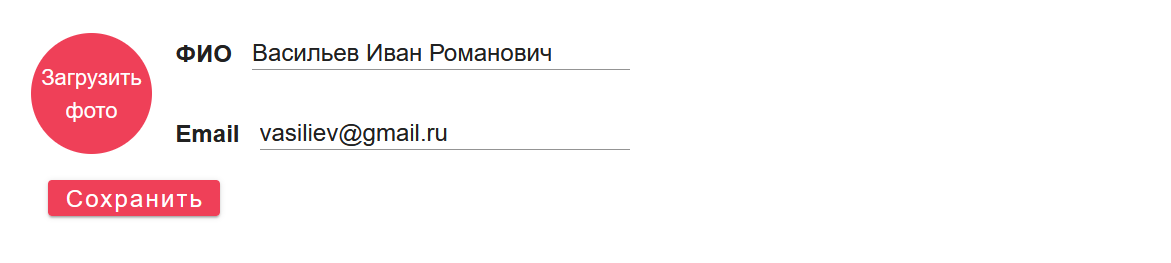 Загрузить
фото
ФИО Васильев Иван Романович
Email vasiliev@gmail.ru
Сохранить